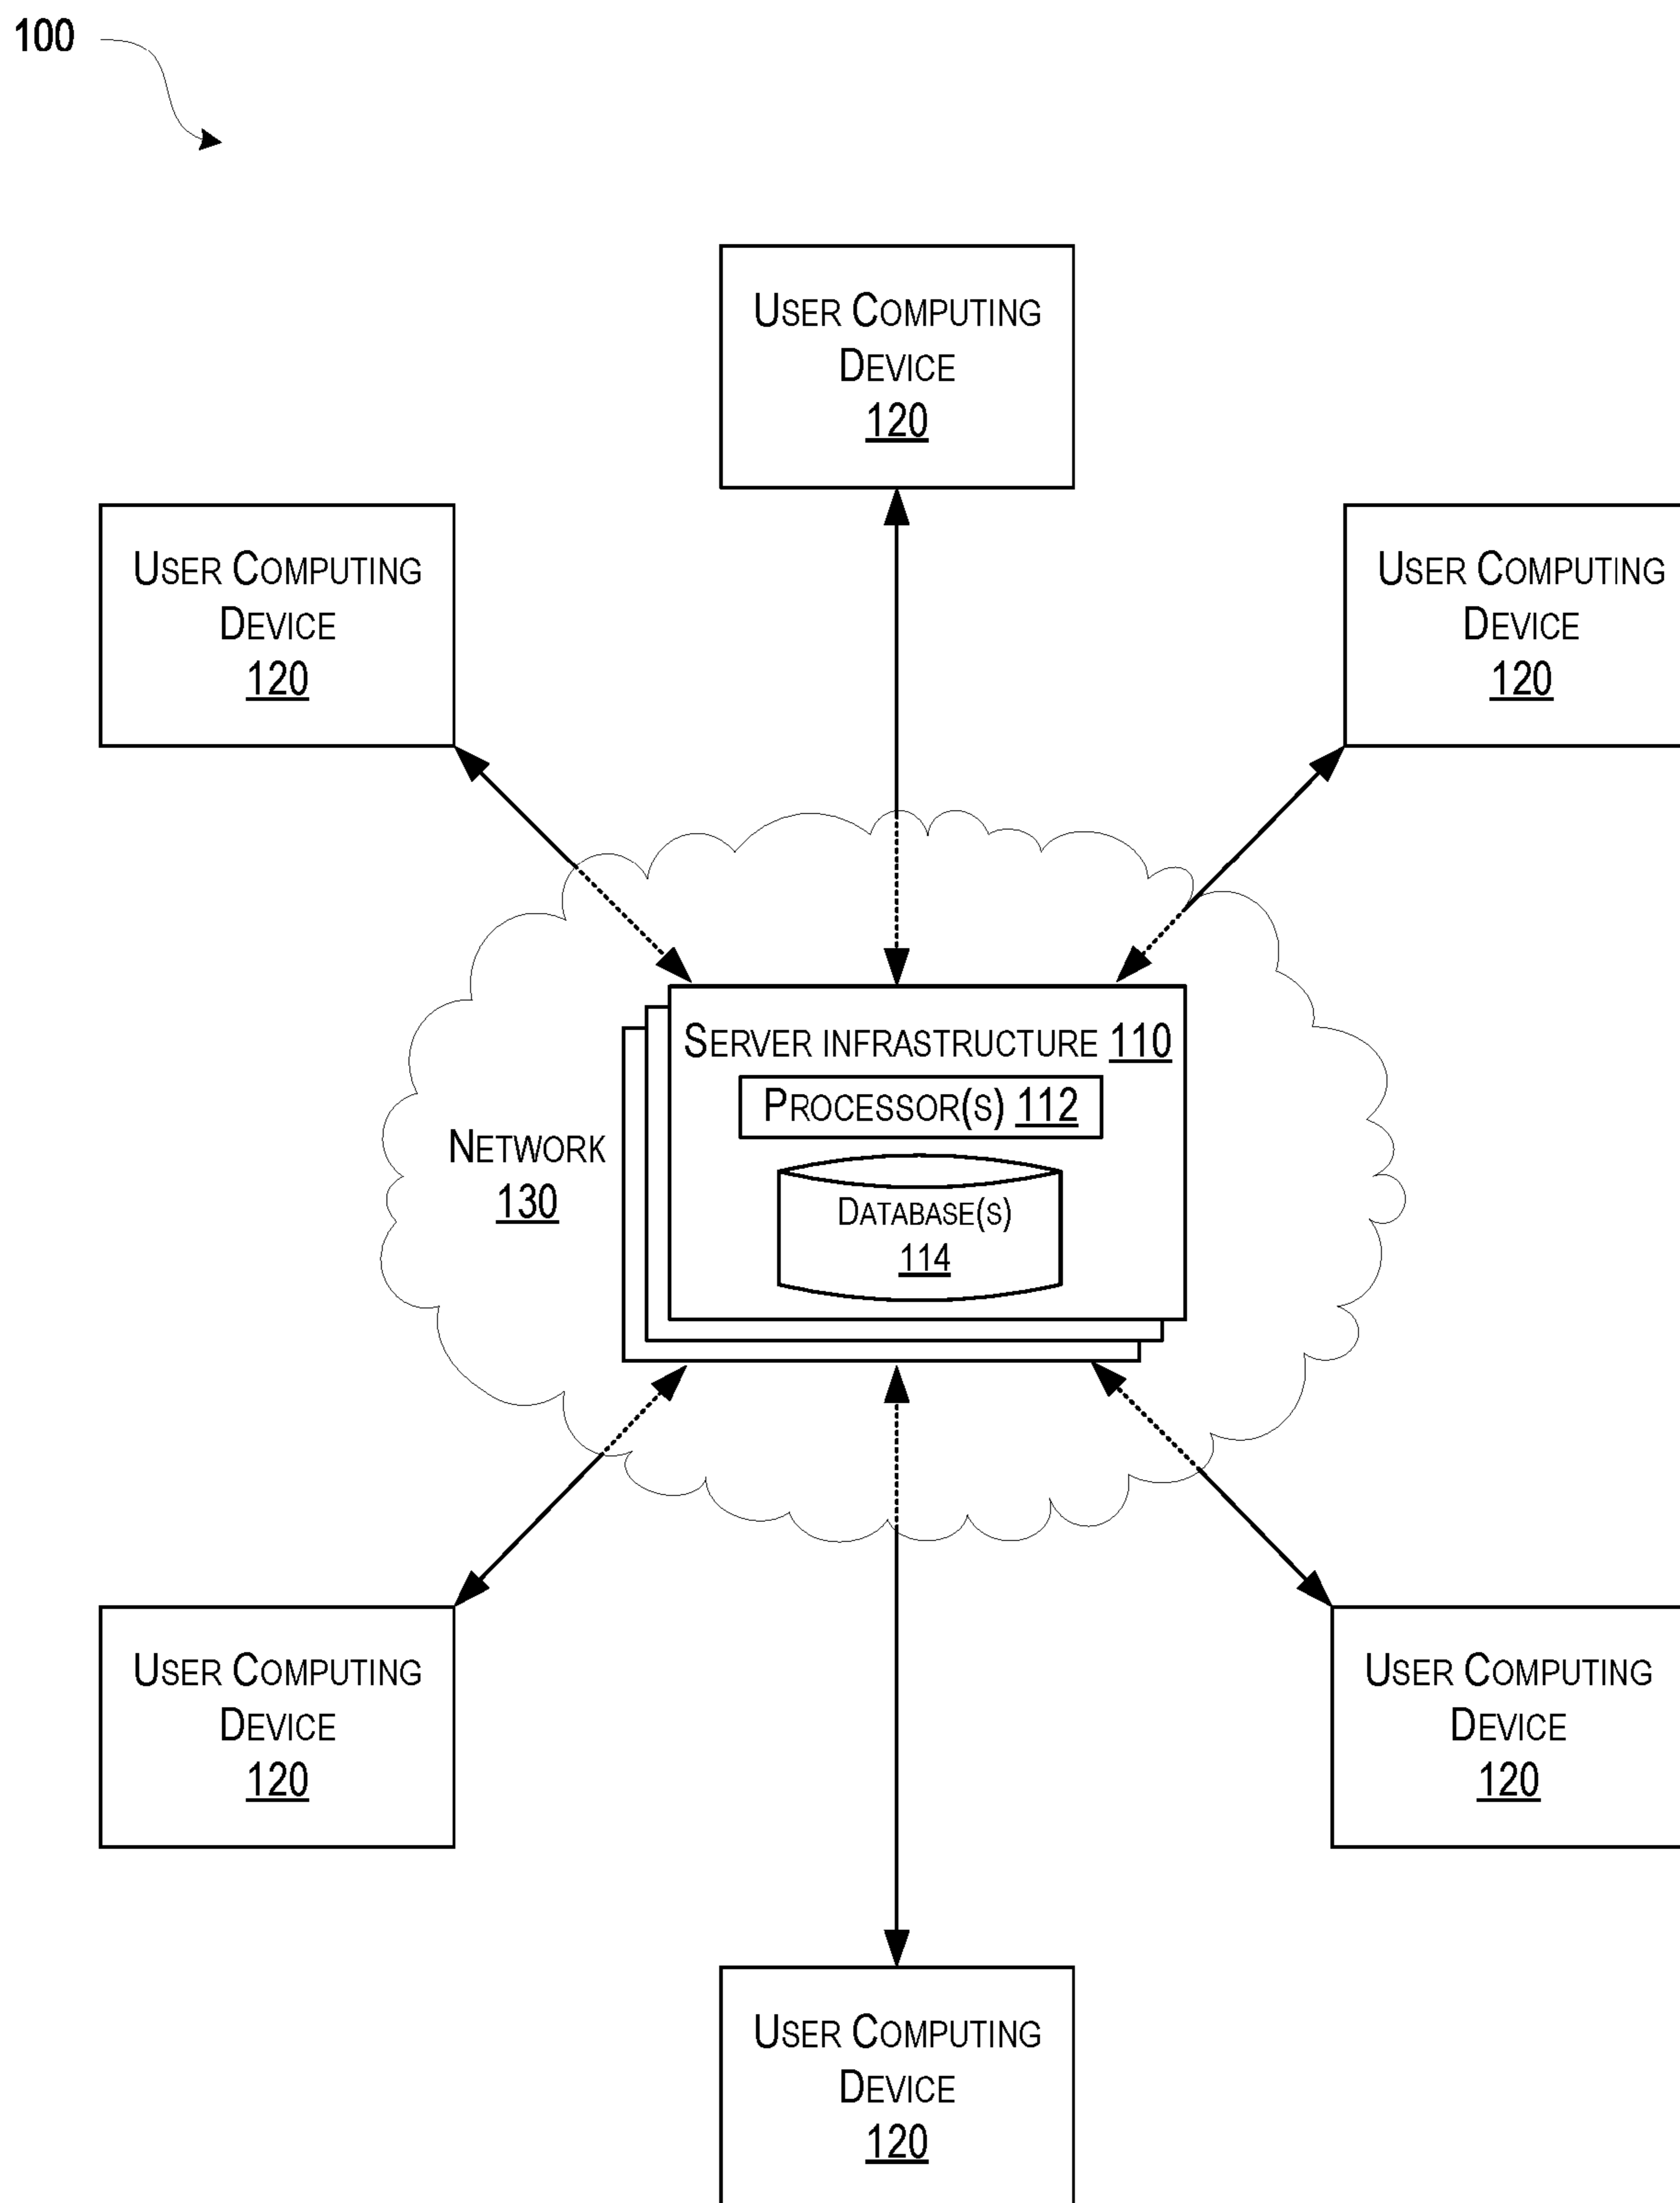 100
User Computing
Device
120
User Computing
Device
120
User Computing
Device
120
Server infrastructure 110
Processor(s) 112
Network
130
Database(s)
114
User Computing
Device
120
User Computing
Device
120
User Computing
Device
120